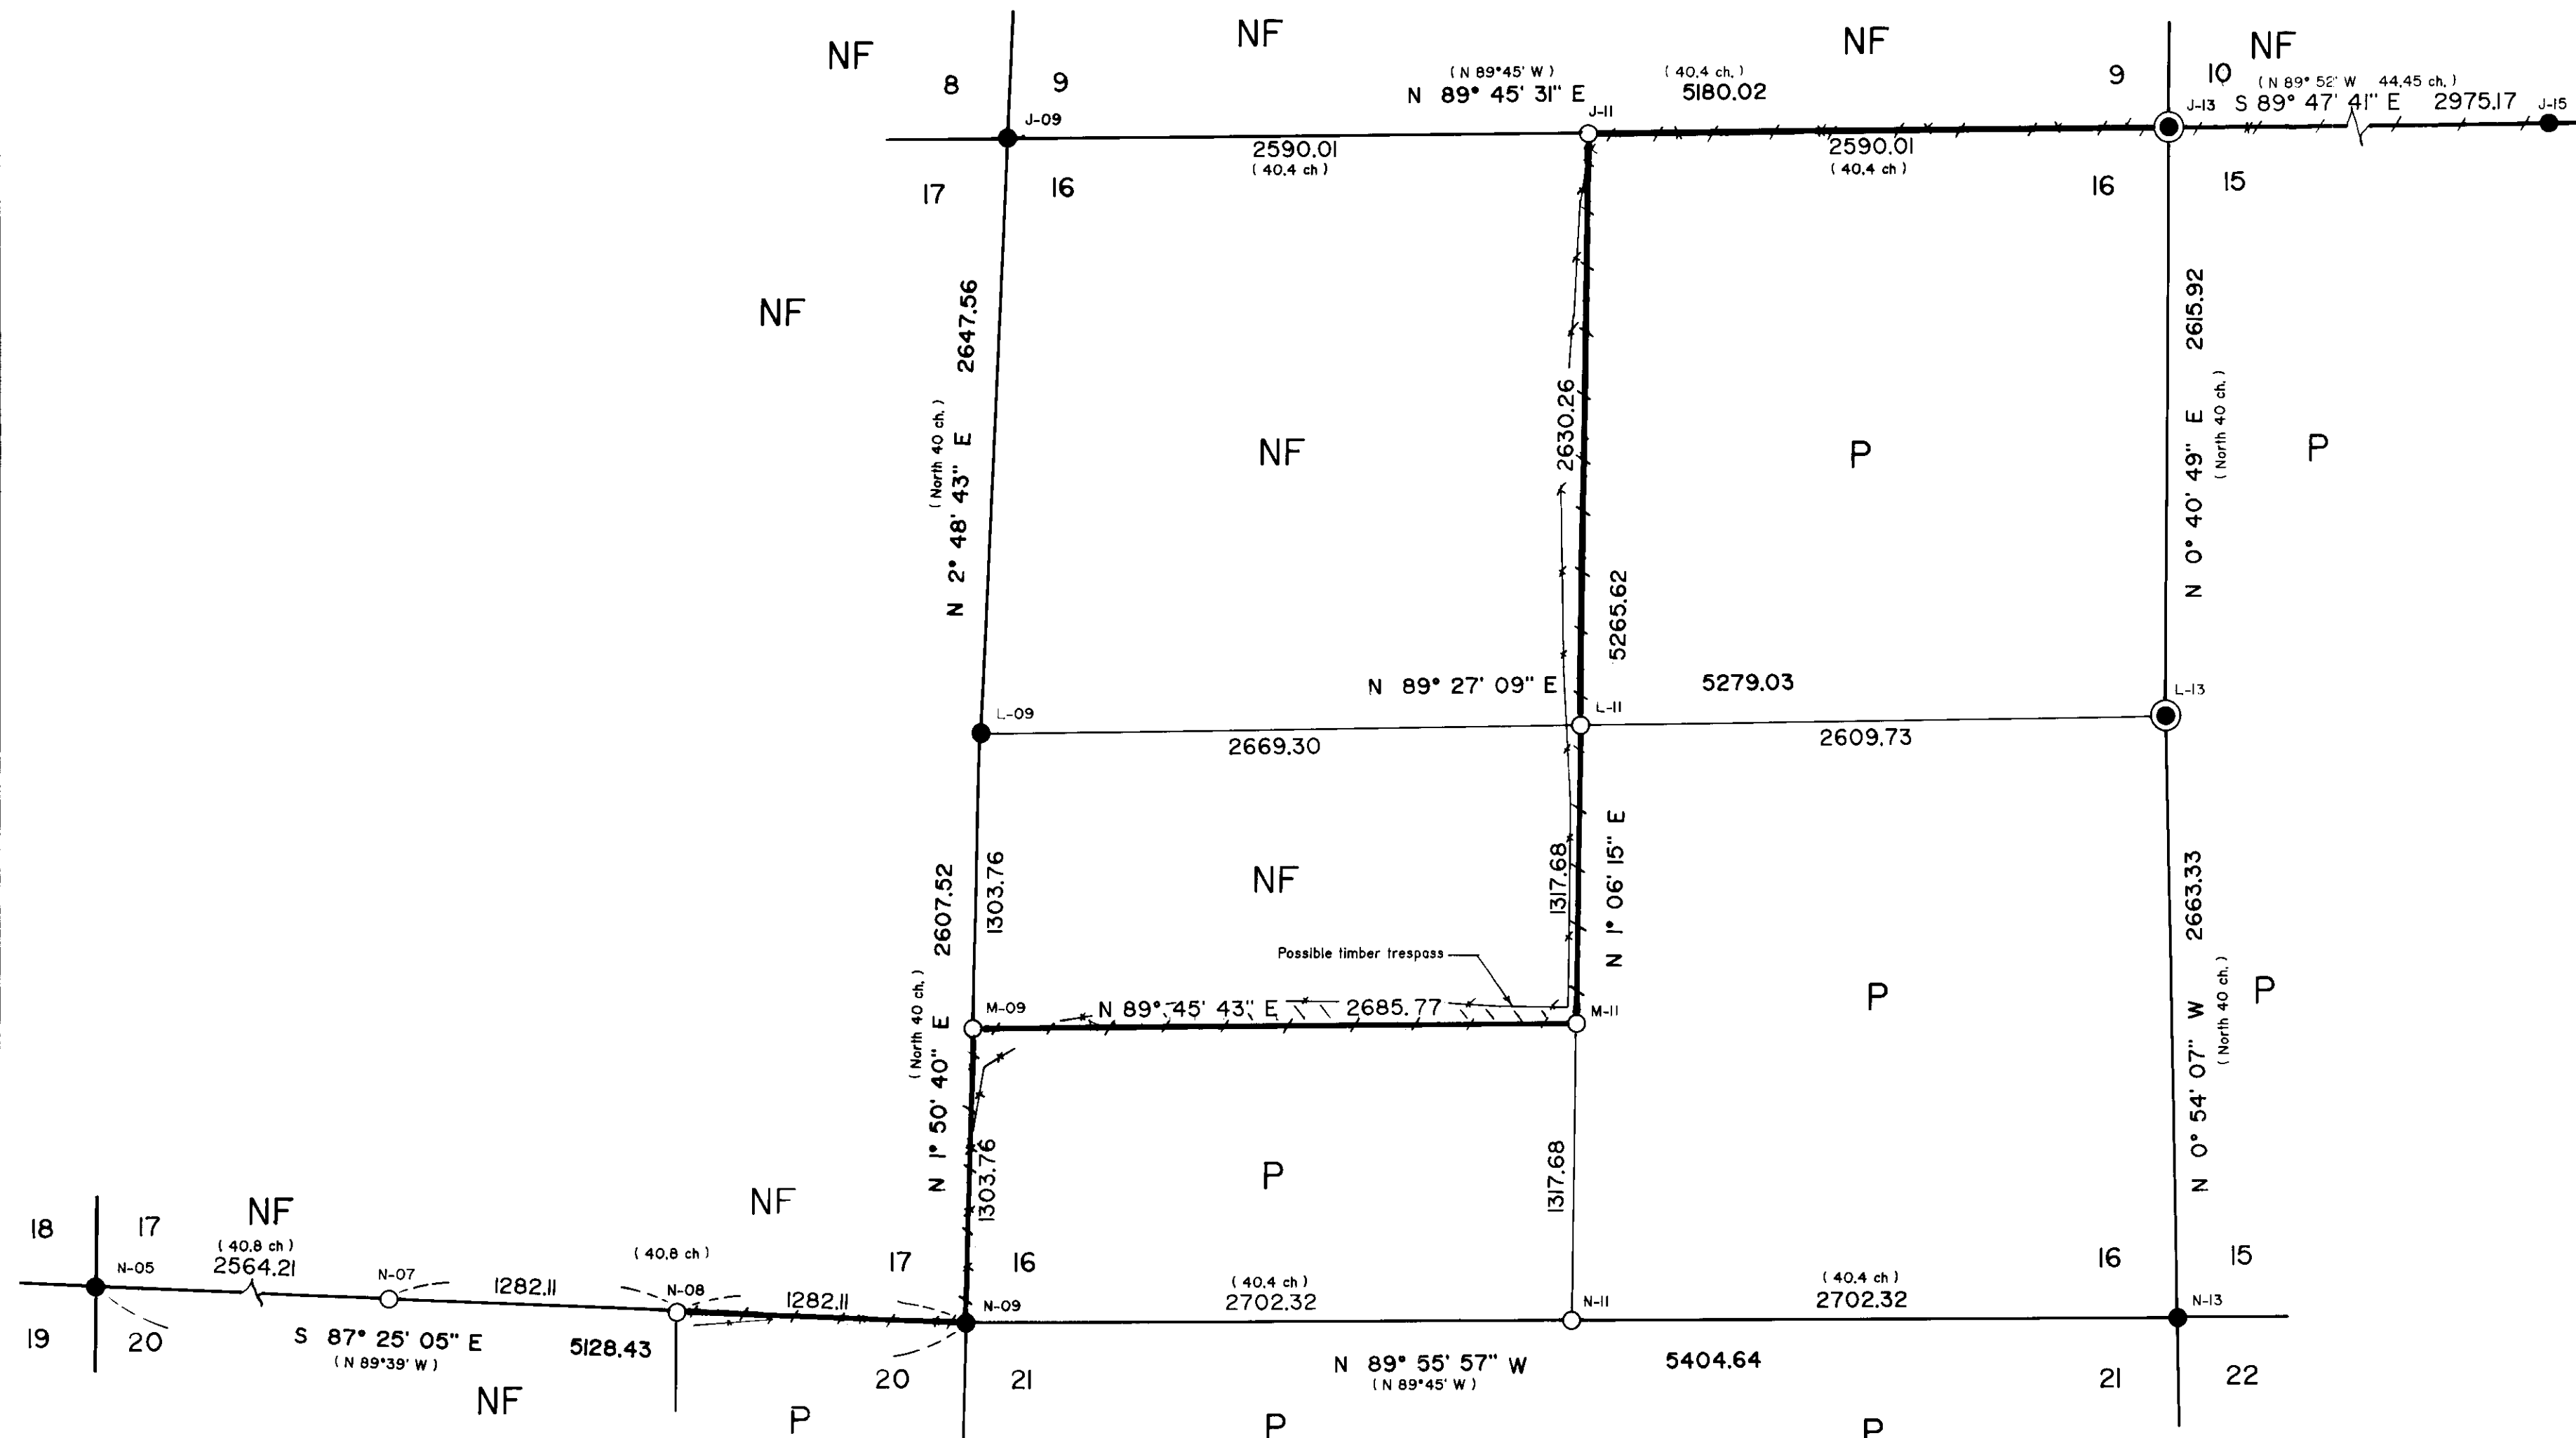 NF
NF
NF
NF
8
9
9
10
( N 89°45' W )
( 40.4 ch. )
( N 89° 52' W 44.45 ch. )
N 89° 45' 31" E
5180.02
S 89° 47' 41" E 2975.17
J-09
J-11
J-13
J-15
2590.01
( 40.4 ch )
2590.01
( 40.4 ch )
17
16
16
15
NF
2647.56
( North 40 ch. )
N 2° 48' 43" E
NF
2630.26
P
2615.92
( North 40 ch. )
N 0° 40' 49" E
P
5265.62
N 89° 27' 09" E
5279.03
L-09
L-11
L-13
2669.30
2609.73
2607.52
1303.76
NF
1317.68
N 1° 06' 15" E
2663.33
Possible timber trespass
( North 40 ch. )
N 1° 50' 40" E
M-09
N 89° 45' 43" E 2685.77
M-11
P
( North 40 ch. )
N 0° 54' 07" W
P
1303.76
P
1317.68
18
17
NF
( 40.8 ch )
2564.21
NF
( 40.8 ch )
17
16
16
15
N-05
N-07
1282.11
N-08
1282.11
N-09
( 40.4 ch )
2702.32
N-11
( 40.4 ch )
2702.32
N-13
19
20
S 87° 25' 05" E
( N 89°39' W )
5128.43
20
21
N 89° 55' 57" W
( N 89°45' W )
5404.64
21
22
NF
P
P
P